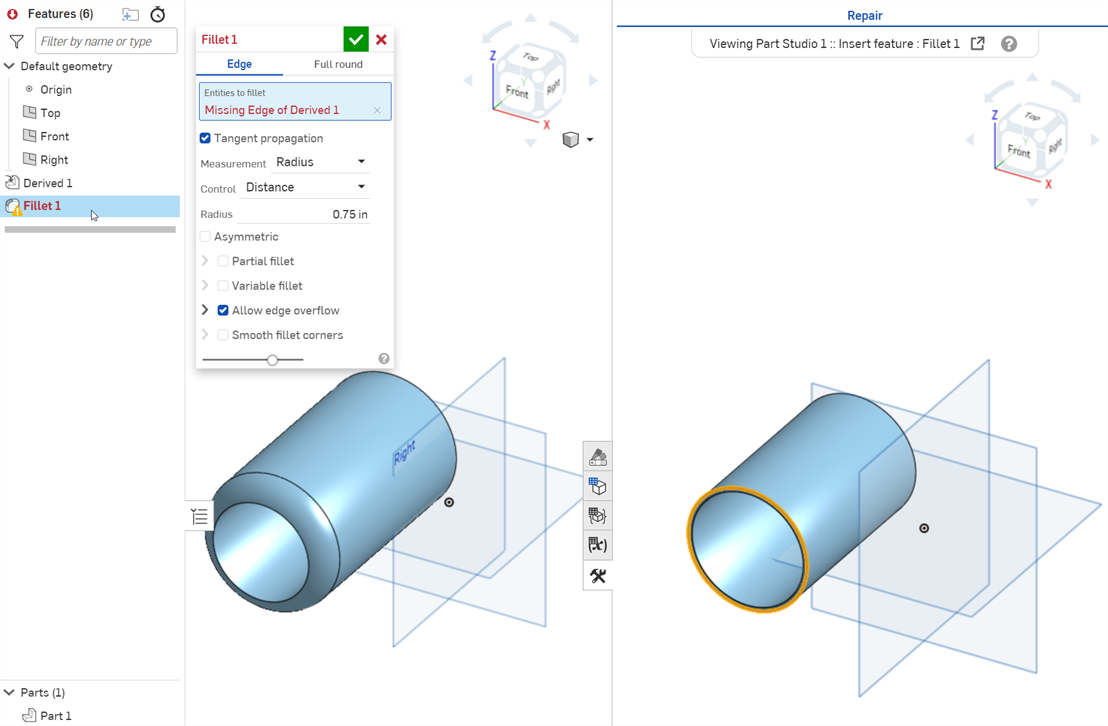 Features (6)
Filter by name or type
Default geometry
Origin
Top
Front
Right
Derived 1
Fillet 1
Parts (1)
Part 1
Fillet 1
Edge
Full round
Entities to fillet
Missing Edge of Derived 1
Tangent propagation
Measurement Radius
Control Distance
Radius 0.75 in
Asymmetric
Partial fillet
Variable fillet
Allow edge overflow
Smooth fillet corners
Z
Top
Y
Front
Right
X
Right
Repair
Viewing Part Studio 1 :: Insert feature : Fillet 1
Z
Top
Y
Front
Right
X